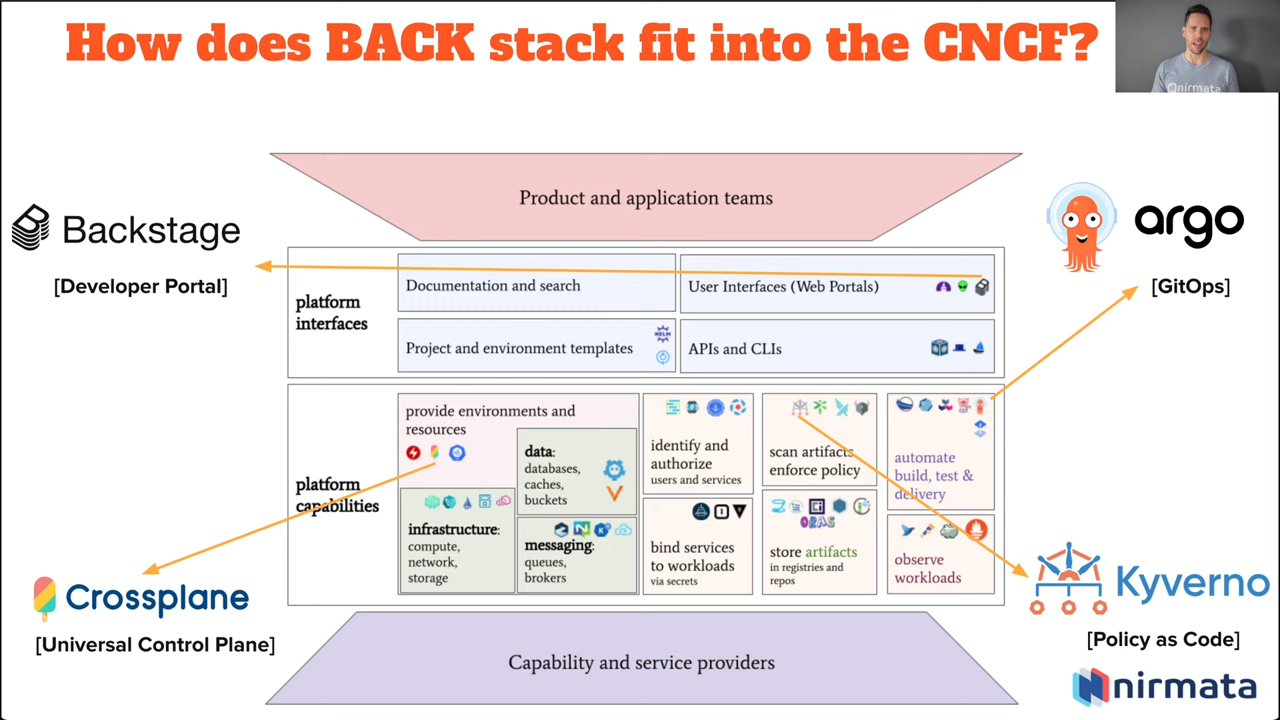 How does BACK stack fit into the CNCF?
nirmata
Product and application teams
Backstage
[Developer Portal]
argo
[GitOps]
platform
interfaces
Documentation and search
User Interfaces (Web Portals)
Project and environment templates
HELM
APIs and CLIs
platform
capabilities
provide environments and
resources
data:
databases,
caches,
buckets
infrastructure:
compute,
network,
storage
messaging:
queues,
brokers
identify and
authorize
users and services
bind services
to workloads
via secrets
scan artifacts
enforce policy
ORAS
store artifacts
in registries and
repos
automate
build, test &
delivery
observe
workloads
Crossplane
[Universal Control Plane]
Kyverno
[Policy as Code]
nirmata
Capability and service providers